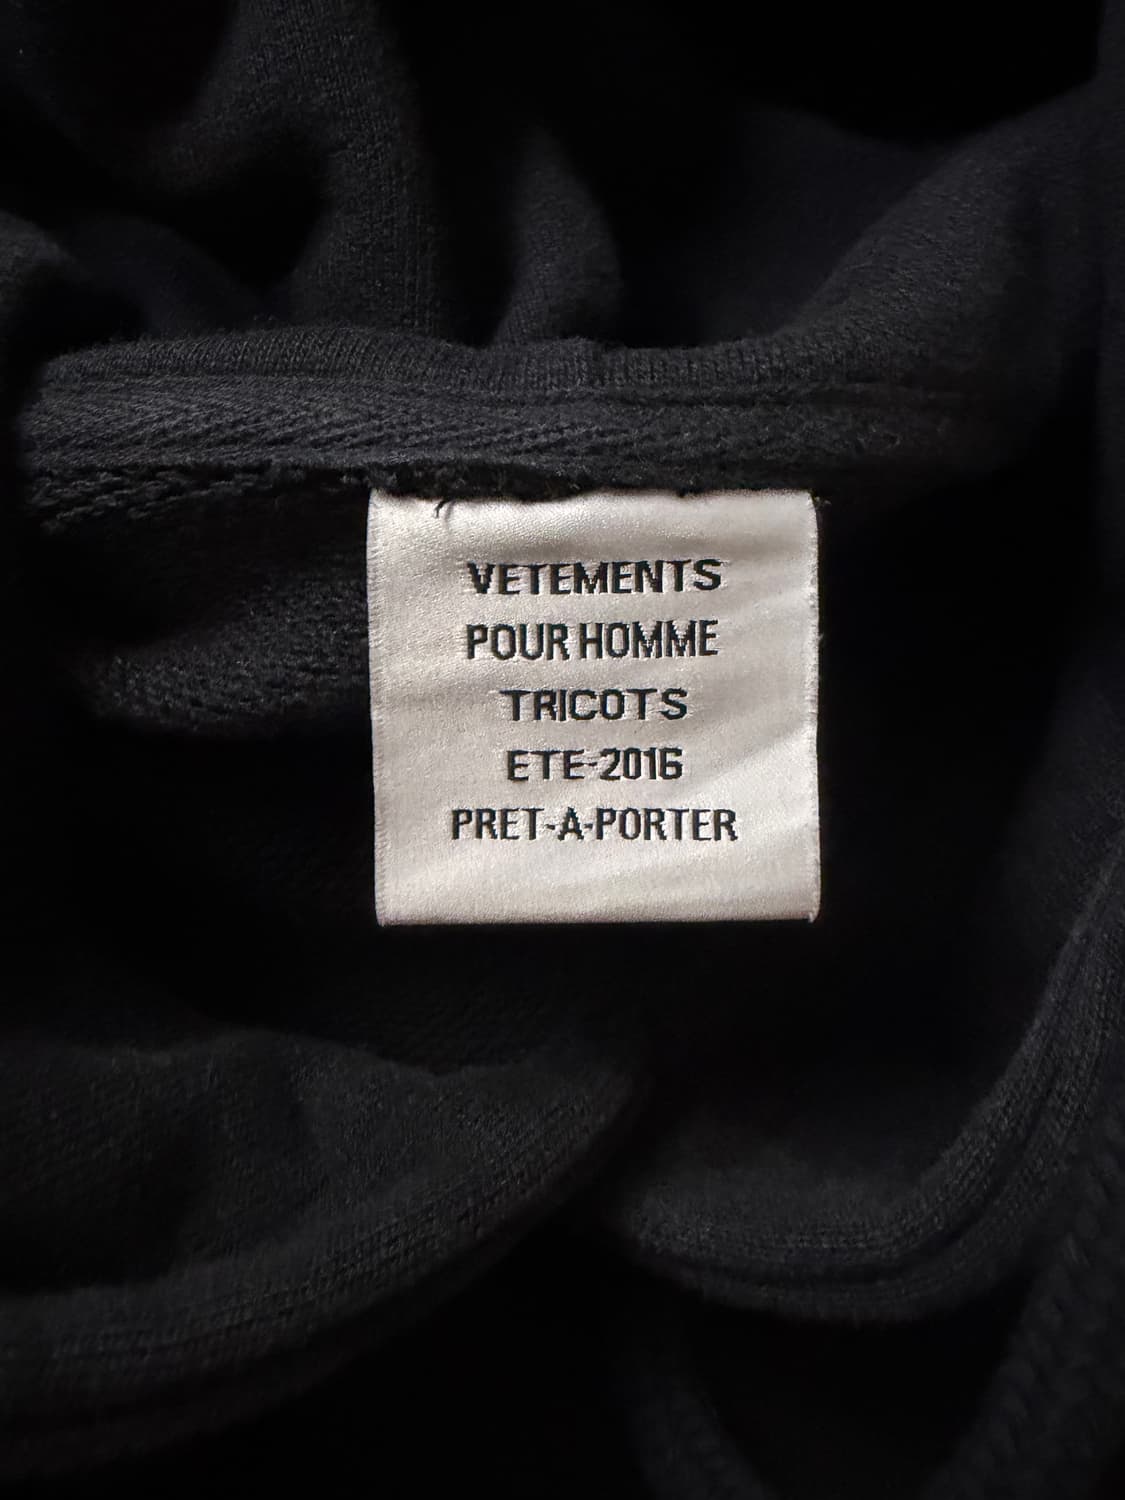 VETEMENTS
POUR HOMME
TRICOTS
ETE-2016
PRET-A-PORTER